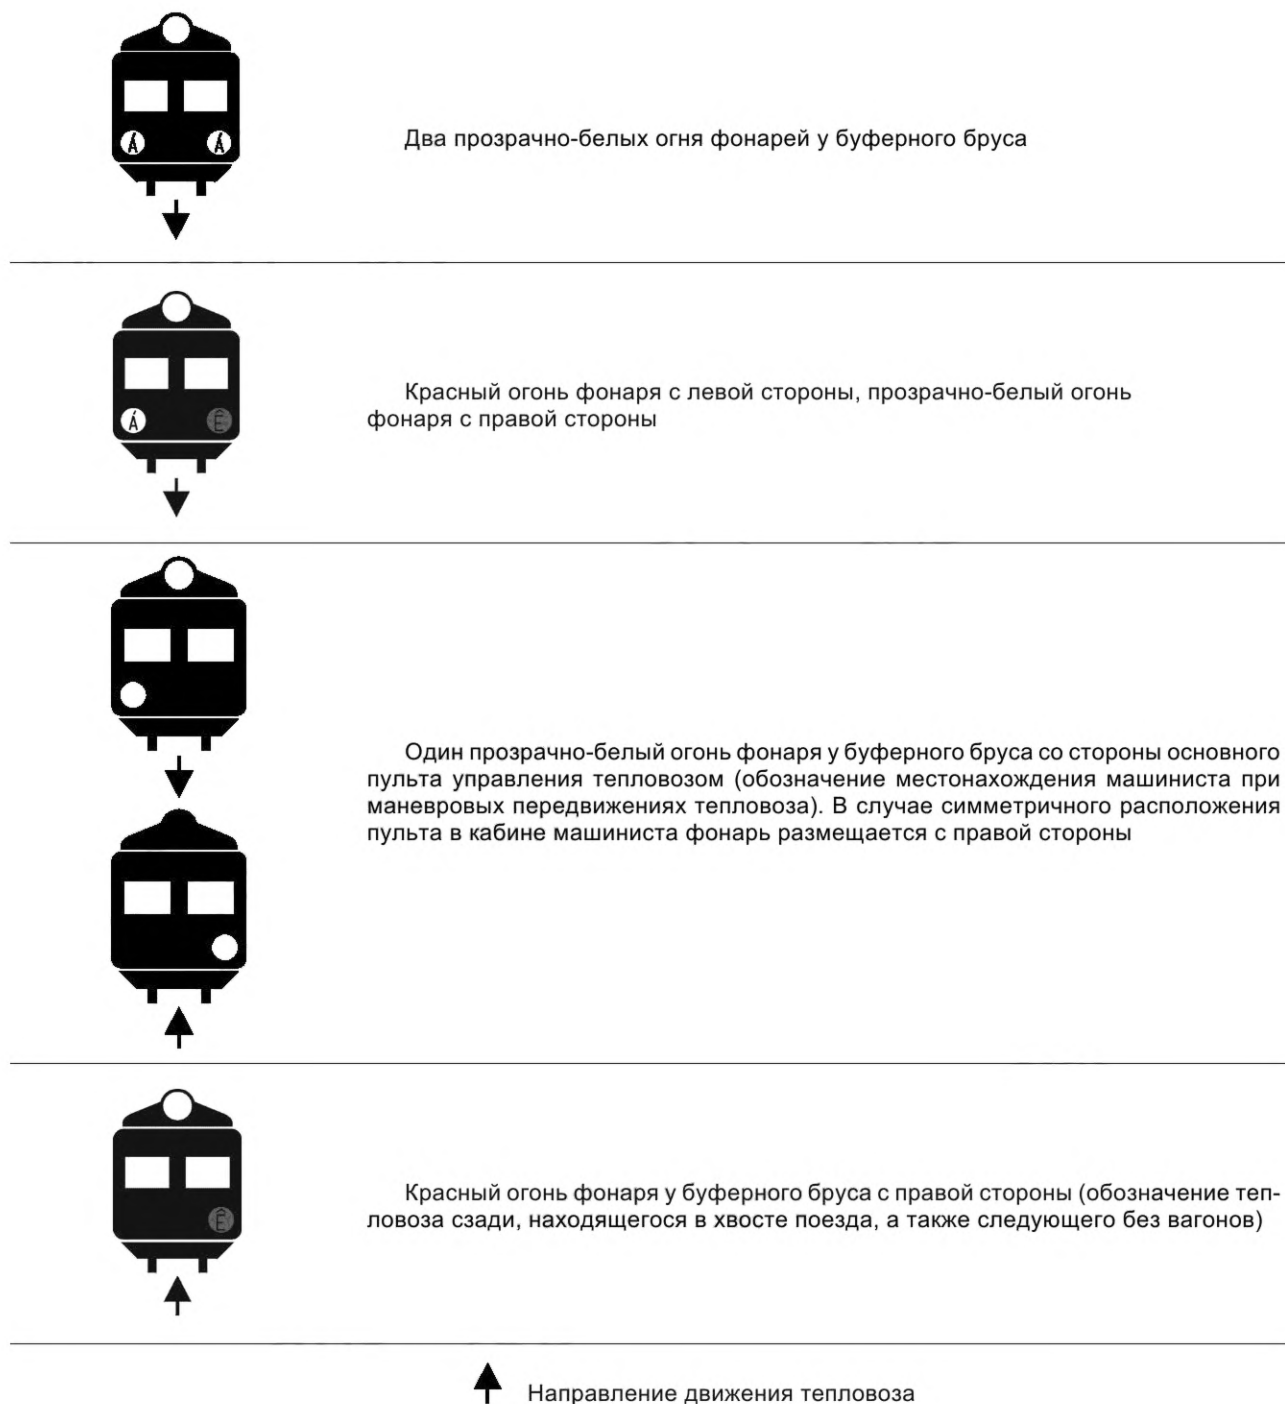 Á Á
Два прозрачно-белых огня фонарей у буферного бруса
Á Ê
Красный огонь фонаря с левой стороны, прозрачно-белый огонь
фонаря с правой стороны
Один прозрачно-белый огонь фонаря у буферного бруса со стороны основного
пульта управления тепловозом (обозначение местонахождения машиниста при
маневровых передвижениях тепловоза). В случае симметричного расположения
пульта в кабине машиниста фонарь размещается с правой стороны
Ê
Красный огонь фонаря у буферного бруса с правой стороны (обозначение теп-
ловоза сзади, находящегося в хвосте поезда, а также следующего без вагонов)
Направление движения тепловоза